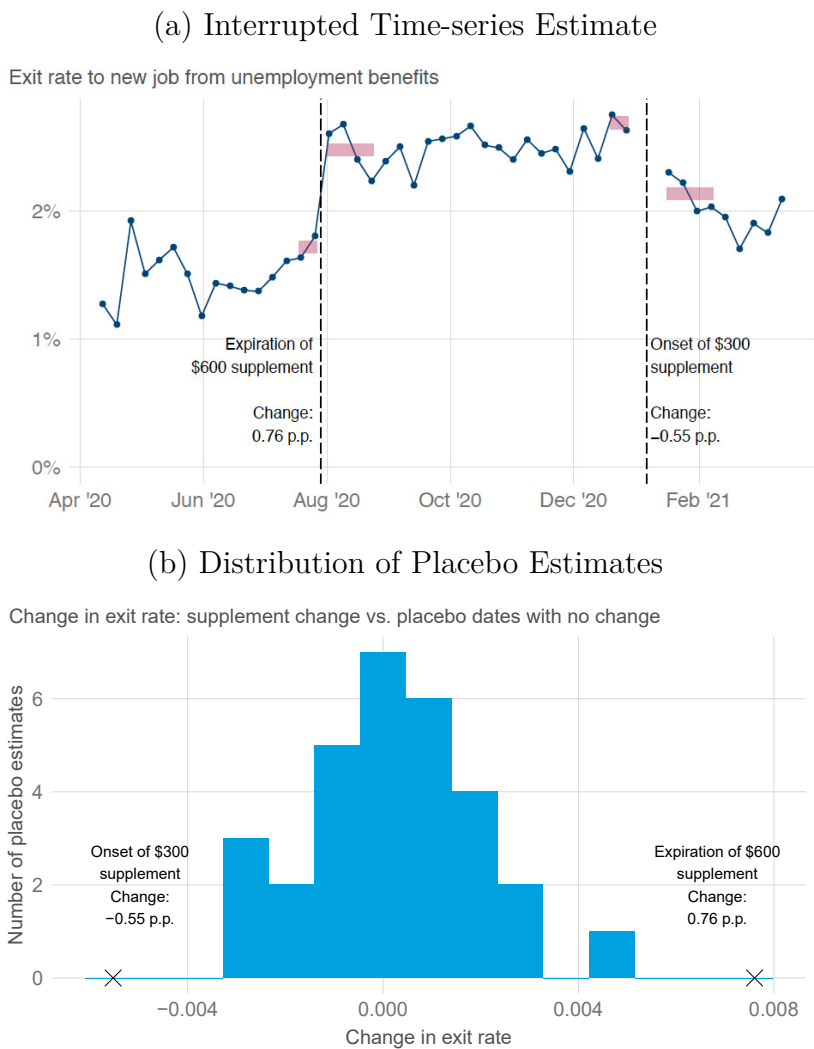 (a) Interrupted Time-series Estimate
Exit rate to new job from unemployment benefits
2%
1%
0%
Expiration of
$600 supplement
Change:
0.76 p.p.
Onset of $300
supplement
Change:
−0.55 p.p.
Apr '20
Jun '20
Aug '20
Oct '20
Dec '20
Feb '21
(b) Distribution of Placebo Estimates
Change in exit rate: supplement change vs. placebo dates with no change
Number of placebo estimates
6
4
2
0
Onset of $300
supplement
Change:
−0.55 p.p.
Expiration of $600
supplement
Change:
0.76 p.p.
−0.004
0.000
0.004
0.008
Change in exit rate